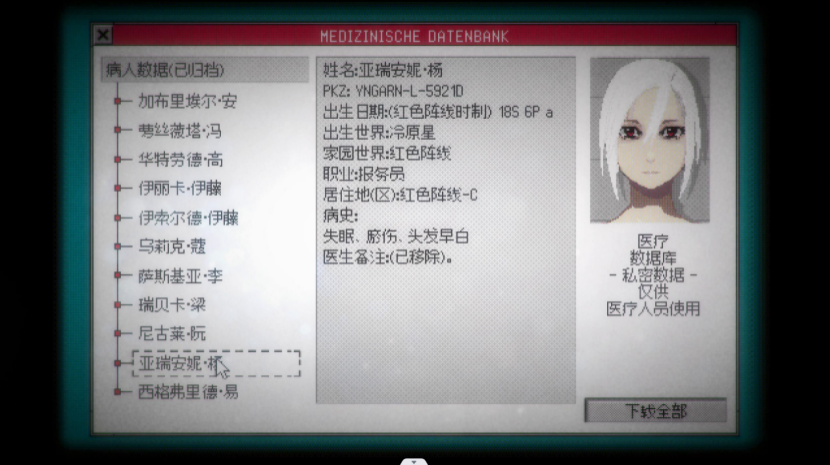 MEDIZINISCHE DATENBANK
病人数据(已归档)
加布里埃尔·安
萝丝薇塔·冯
华特劳德·高
伊丽卡·伊藤
伊索尔德·伊藤
乌莉克·蔻
萨斯基亚·李
瑞贝卡·梁
尼古莱·阮
亚瑞安妮·杨
西格弗里德·易
姓名:亚瑞安妮·杨
PKZ: YNGARN-L-5921D
出生日期:(红色阵线时制) 18S 6P a
出生世界:冷原星
家园世界:红色阵线
职业:报务员
居住地(区):红色阵线-C
病史:
失眠、瘀伤、头发早白
医生备注:(已移除)。
医疗
数据库
- 私密数据 -
仅供
医疗人员使用
下载全部